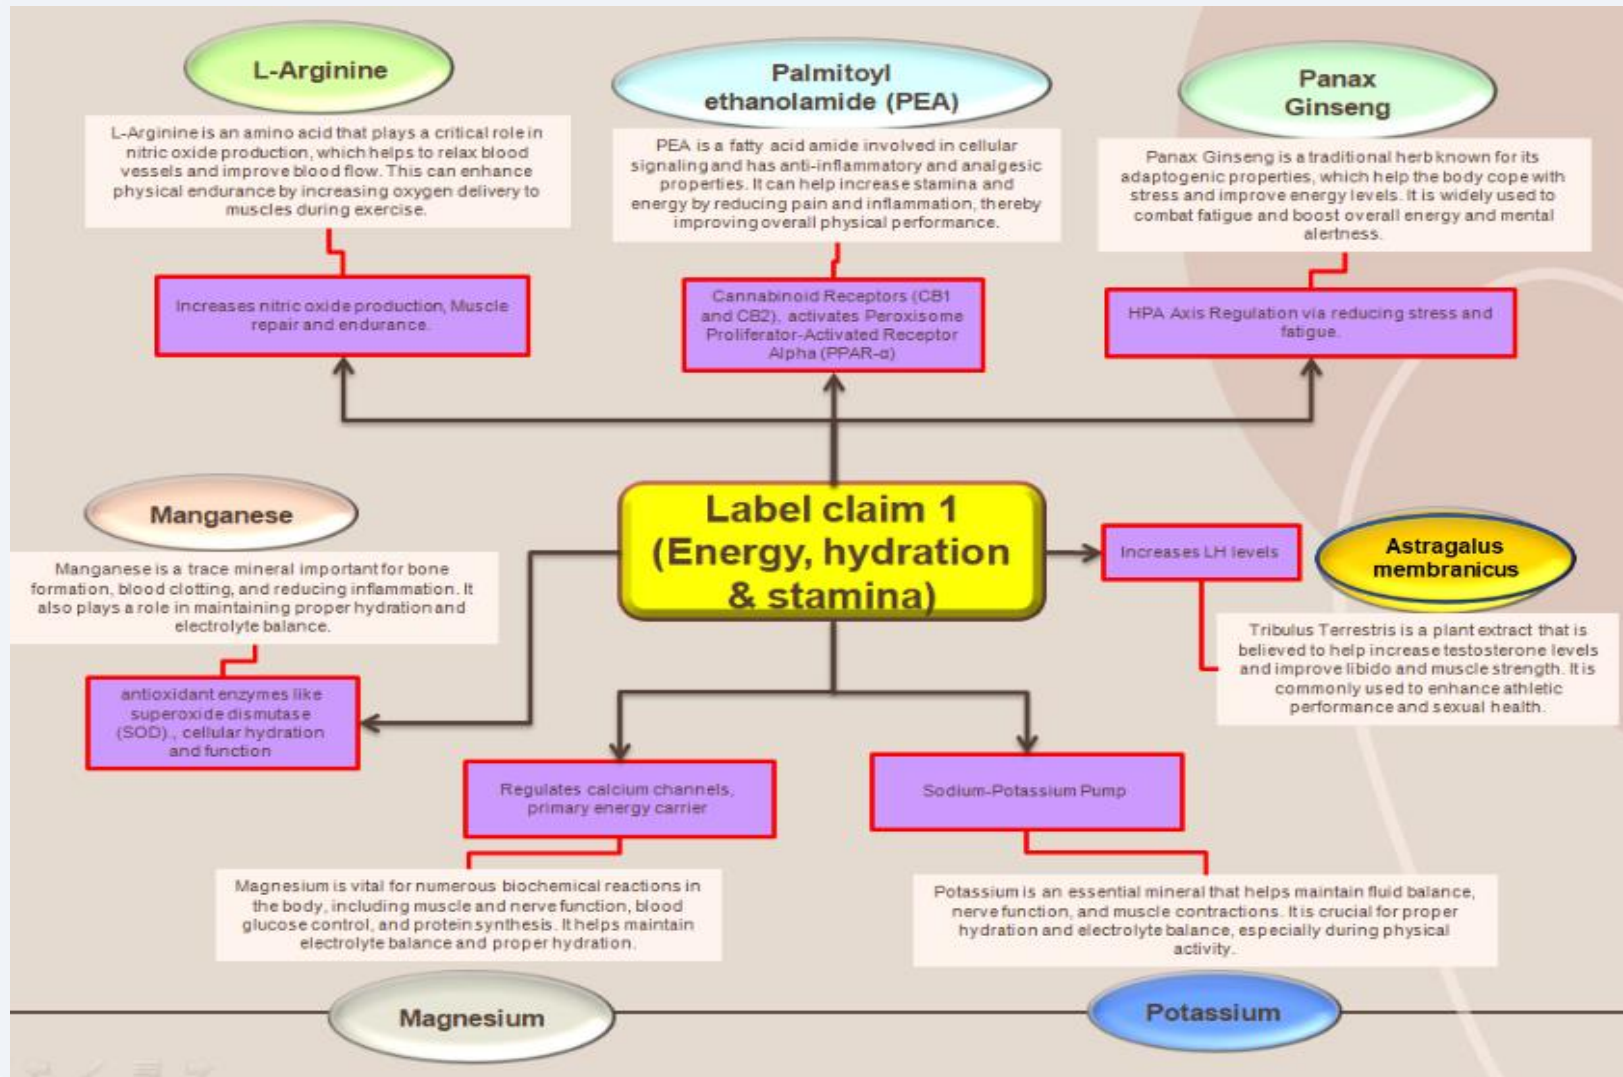 L-Arginine
L-Arginine is an amino acid that plays a critical role in
nitric oxide production, which helps to relax blood
vessels and improve blood flow. This can enhance
physical endurance by increasing oxygen delivery to
muscles during exercise.
Increases nitric oxide production, Muscle
repair and endurance.
Palmitoyl
ethanolamide (PEA)
PEA is a fatty acid amide involved in cellular
signaling and has anti-inflammatory and analgesic
properties. It can help increase stamina and
energy by reducing pain and inflammation, thereby
improving overall physical performance.
Cannabinoid Receptors (CB1
and CB2), activates Peroxisome
Proliferator-Activated Receptor
Alpha (PPAR-α)
Panax
Ginseng
Panax Ginseng is a traditional herb known for its
adaptogenic properties, which help the body cope with
stress and improve energy levels. It is widely used to
combat fatigue and boost overall energy and mental
alertness.
HPA Axis Regulation via reducing stress and
fatigue.
Label claim 1
(Energy, hydration
& stamina)
Manganese
Manganese is a trace mineral important for bone
formation, blood clotting, and reducing inflammation. It
also plays a role in maintaining proper hydration and
electrolyte balance.
antioxidant enzymes like
superoxide dismutase
(SOD)., cellular hydration
and function
Increases LH levels
Astragalus
membranicus
Tribulus Terrestris is a plant extract that is
believed to help increase testosterone levels
and improve libido and muscle strength. It is
commonly used to enhance athletic
performance and sexual health.
Regulates calcium channels,
primary energy carrier
Magnesium is vital for numerous biochemical reactions in
the body, including muscle and nerve function, blood
glucose control, and protein synthesis. It helps maintain
electrolyte balance and proper hydration.
Magnesium
Sodium-Potassium Pump
Potassium is an essential mineral that helps maintain fluid balance,
nerve function, and muscle contractions. It is crucial for proper
hydration and electrolyte balance, especially during physical
activity.
Potassium